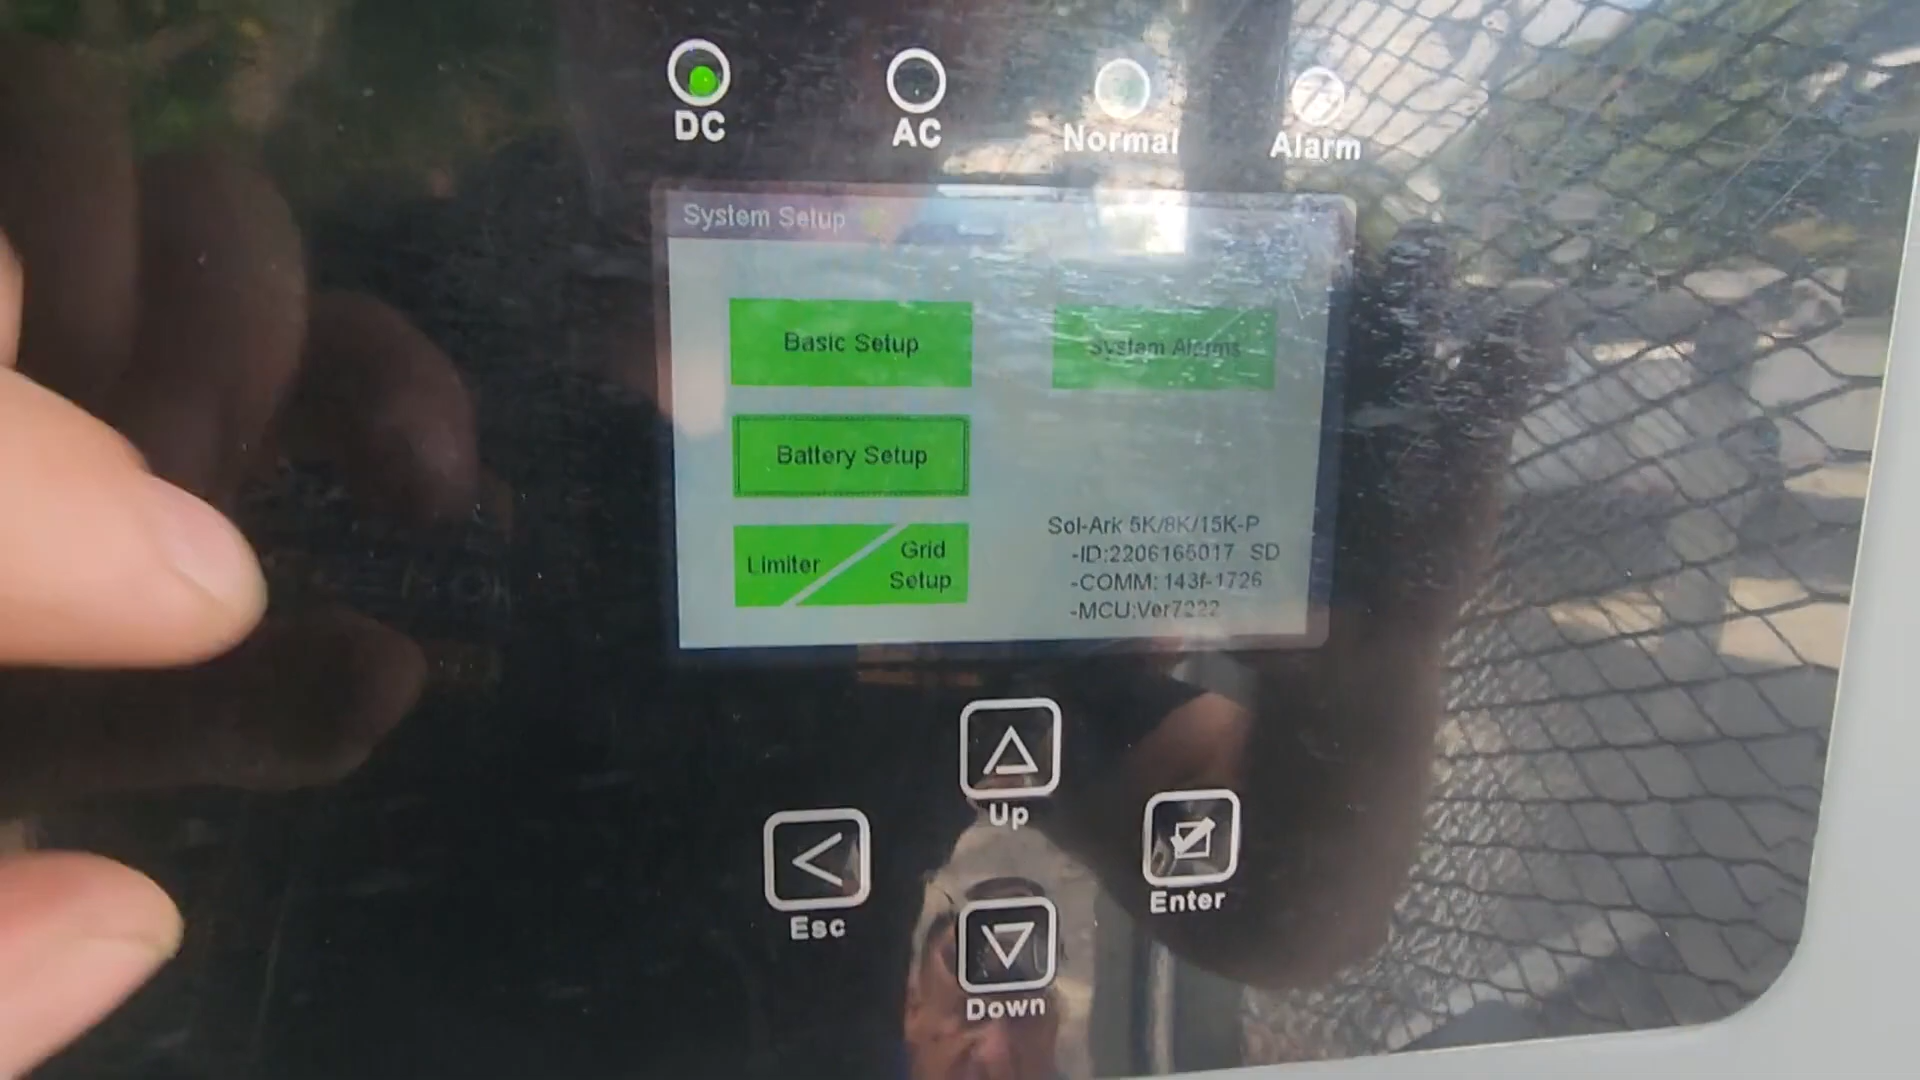 DC
AC
Normal
Alarm
System Setup
Basic Setup
System Alarms
Battery Setup
Limiter
Grid
Setup
Sol-Ark 5K/8K/15K-P
-ID:2206165017 SD
-COMM: 143f-1726
-MCU:Ver7222
Up
Esc
Enter
Down